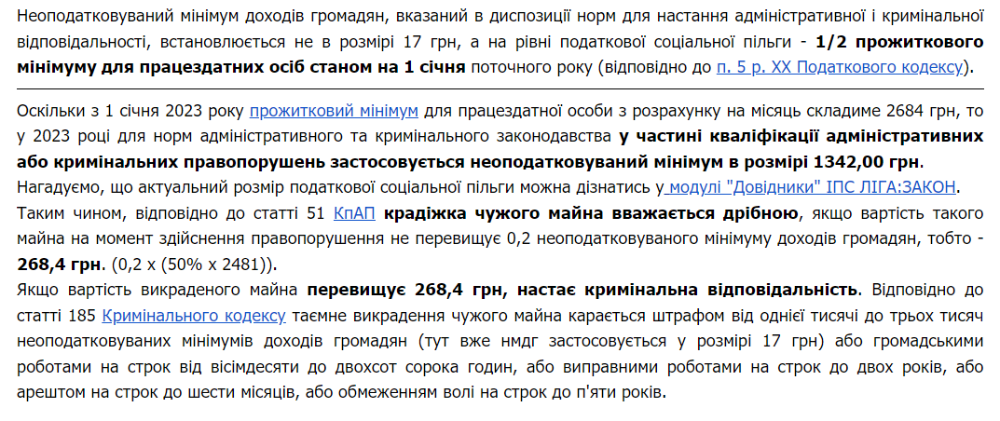 Неоподатковуваний мінімум доходів громадян, вказаний в диспозиції норм для настання адміністративної і кримінальної
відповідальності, встановлюється не в розмірі 17 грн, а на рівні податкової соціальної пільги - 1/2 прожиткового
мінімуму для працездатних осіб станом на 1 січня поточного року (відповідно до п. 5 р. XX Податкового кодексу).
Оскільки з 1 січня 2023 року прожитковий мінімум для працездатної особи з розрахунку на місяць складиме 2684 грн, то
у 2023 році для норм адміністративного та кримінального законодавства у частині кваліфікації адміністративних
або кримінальних правопорушень застосовується неоподатковуваний мінімум в розмірі 1342,00 грн.
Нагадуємо, що актуальний розмір податкової соціальної пільги можна дізнатись у модулі "Довідники" ІПС ЛІГА:ЗАКОН.
Таким чином, відповідно до статті 51 КпАП крадіжка чужого майна вважається дрібною, якщо вартість такого
майна на момент здійснення правопорушення не перевищує 0,2 неоподатковуваного мінімуму доходів громадян, тобто -
268,4 грн. (0,2 х (50% х 2481)).
Якщо вартість викраденого майна перевищує 268,4 грн, настає кримінальна відповідальність. Відповідно до
статті 185 Кримінального кодексу таємне викрадення чужого майна карається штрафом від однієї тисячі до трьох тисяч
неоподатковуваних мінімумів доходів громадян (тут вже нмдг застосовується у розмірі 17 грн) або громадськими
роботами на строк від вісімдесяти до двохсот сорока годин, або виправними роботами на строк до двох років, або
арештом на строк до шести місяців, або обмеженням волі на строк до п'яти років.